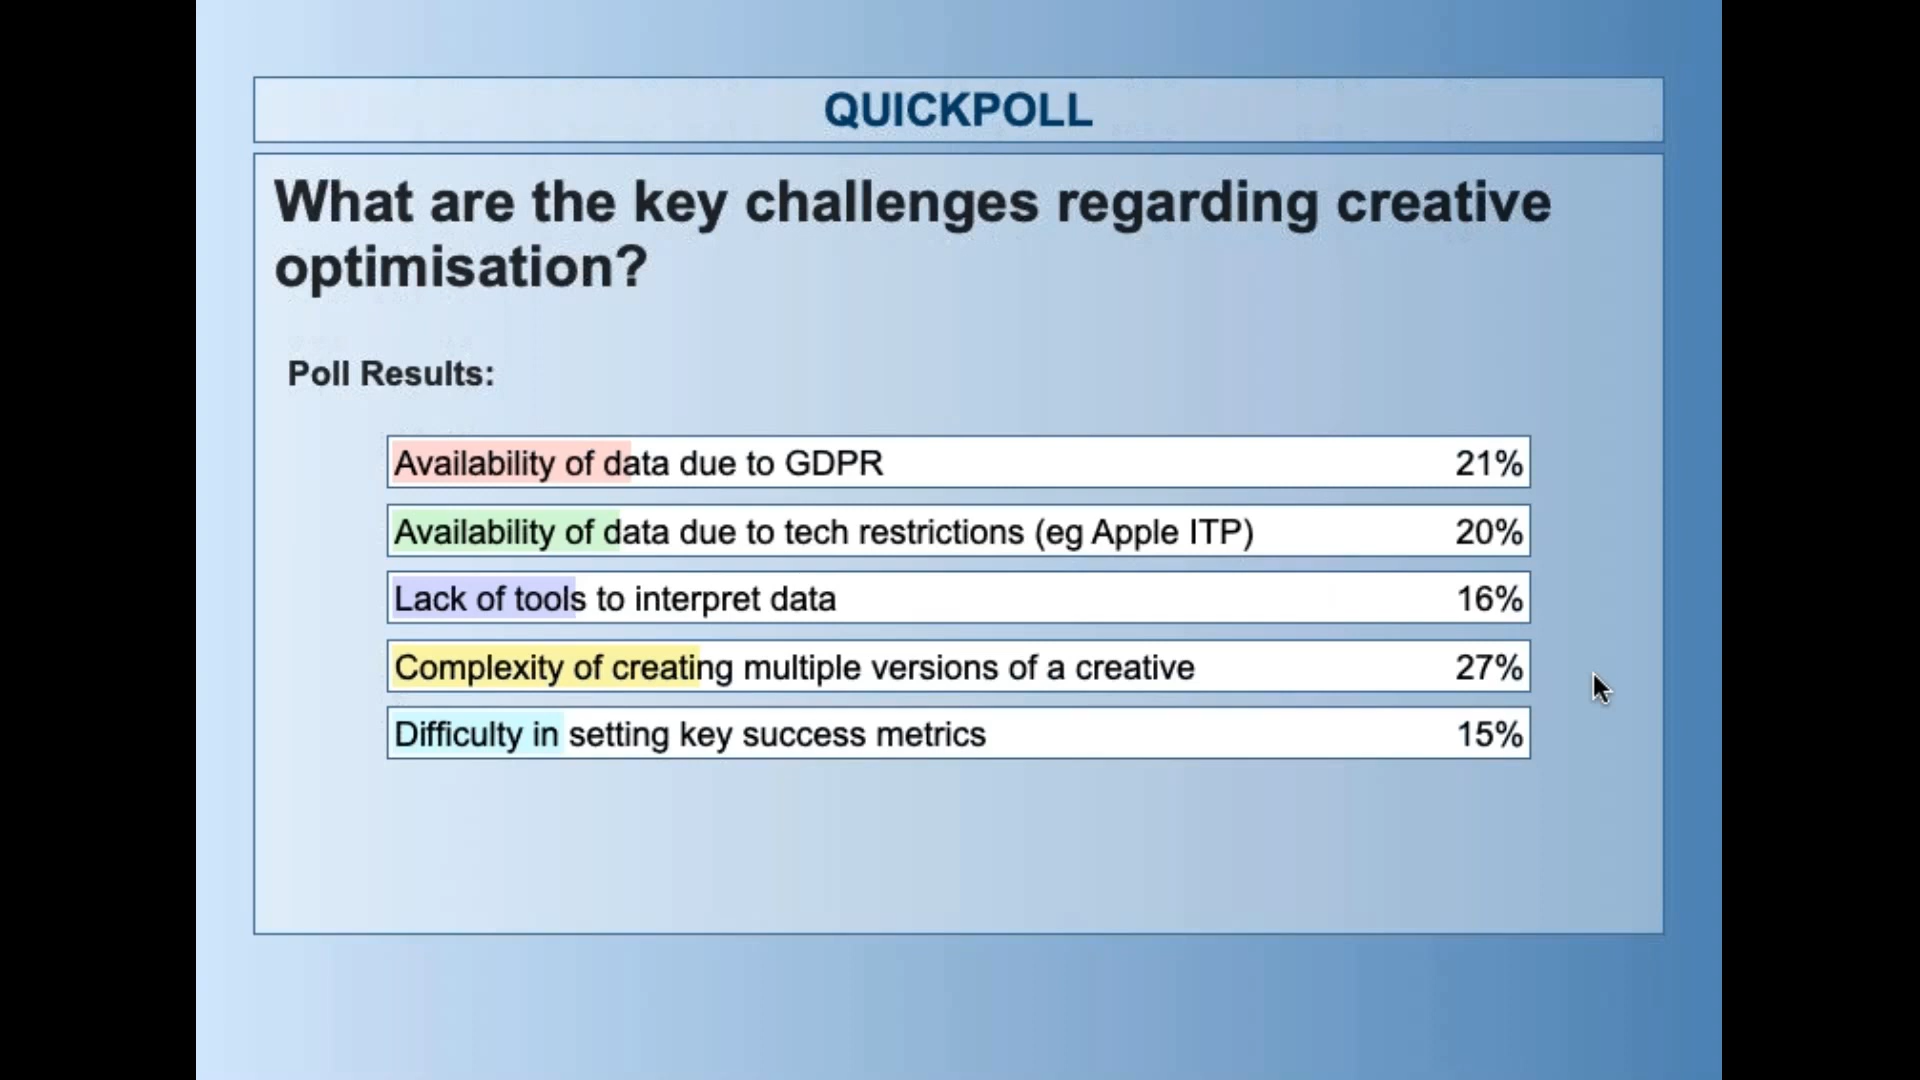 QUICKPOLL
What are the key challenges regarding creative
optimisation?
Poll Results:
Availability of data due to GDPR 21%
Availability of data due to tech restrictions (eg Apple ITP) 20%
Lack of tools to interpret data 16%
Complexity of creating multiple versions of a creative 27%
Difficulty in setting key success metrics 15%